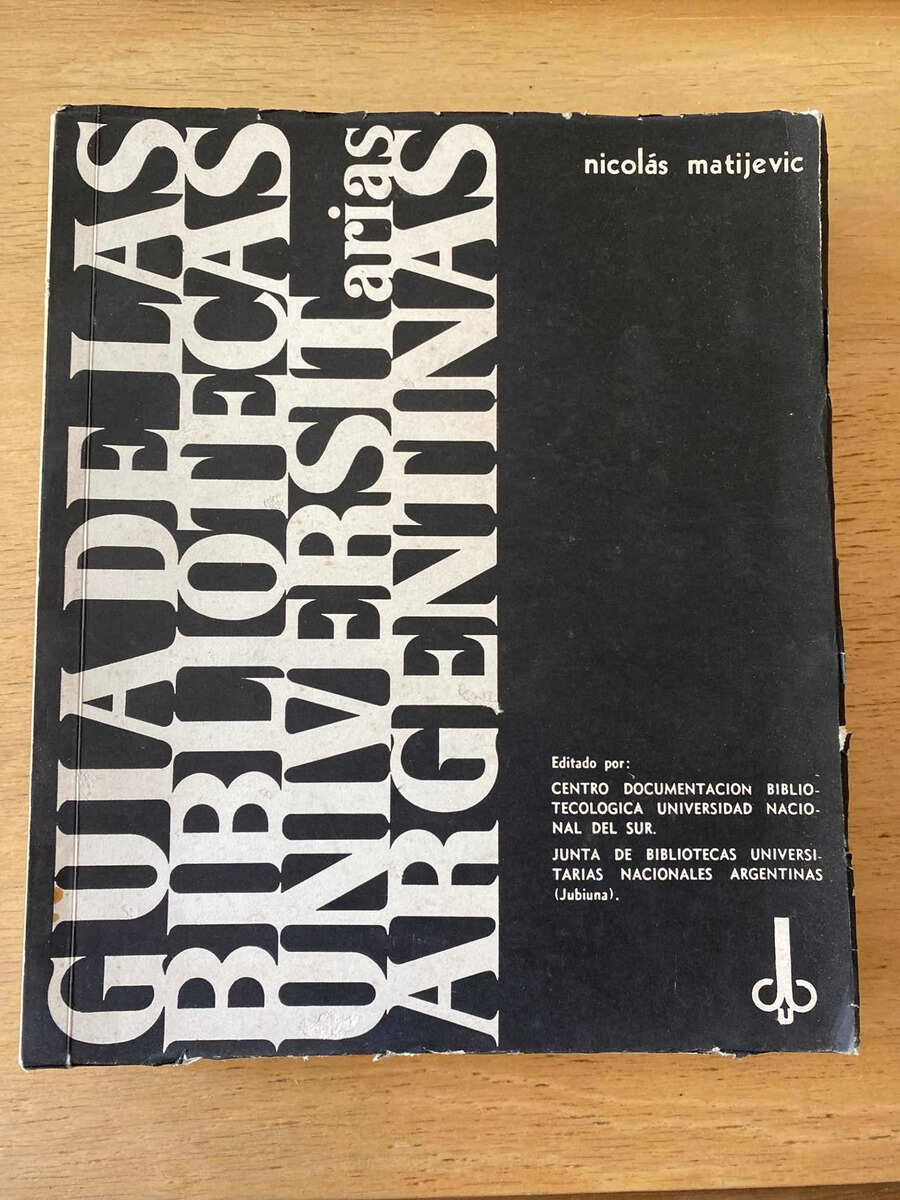 GUIA DE LAS
BIBLIOTECAS
UNIVERSITarias
ARGENTINAS
nicolás matijevic
Editado por:
CENTRO DOCUMENTACION BIBLIO-
TECOLOGICA UNIVERSIDAD NACIO-
NAL DEL SUR.
JUNTA DE BIBLIOTECAS UNIVERSI-
TARIAS NACIONALES ARGENTINAS
(Jubiuna).